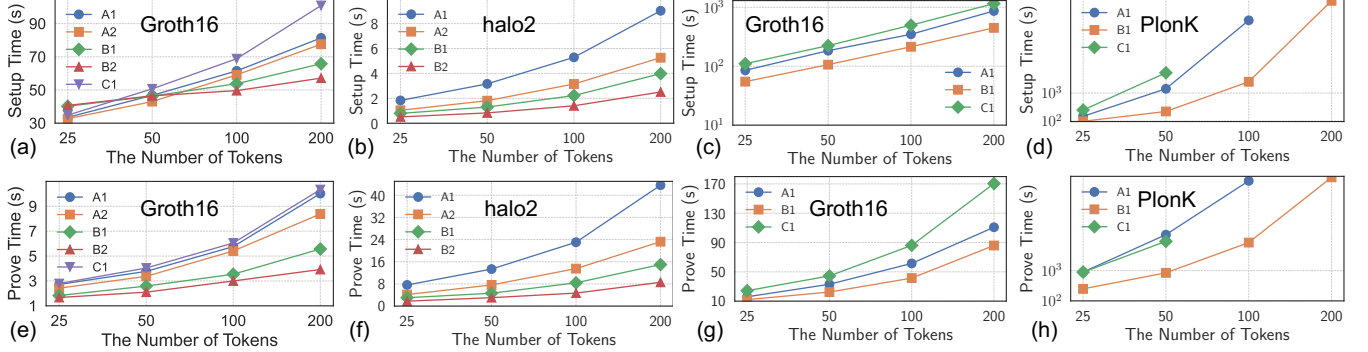 Setup Time (s)
90
70
50
30
A1
A2
B1
B2
C1
Groth16
25
50
100
200
(a)
The Number of Tokens
Setup Time (s)
8
6
4
2
0
A1
A2
B1
B2
halo2
25
50
100
200
(b)
The Number of Tokens
Setup Time (s)
10³
10²
10¹
Groth16
A1
B1
C1
25
50
100
200
(c)
The Number of Tokens
Setup Time (s)
10³
10²
A1
B1
C1
PlonK
25
50
100
200
(d)
The Number of Tokens
Prove Time (s)
9
7
5
3
1
A1
A2
B1
B2
C1
Groth16
25
50
100
200
(e)
The Number of Tokens
Prove Time (s)
40
32
24
16
8
0
A1
A2
B1
B2
halo2
25
50
100
200
(f)
The Number of Tokens
Prove Time (s)
170
130
90
50
10
A1
B1
C1
Groth16
25
50
100
200
(g)
The Number of Tokens
Prove Time (s)
10³
10²
A1
B1
C1
PlonK
25
50
100
200
(h)
The Number of Tokens